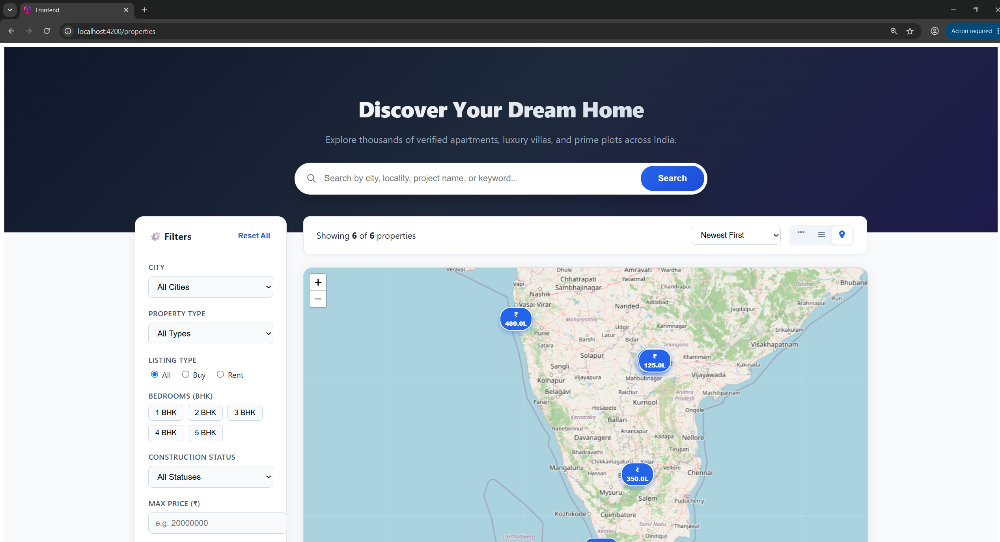 Frontend
localhost:4200/properties
Action required
Discover Your Dream Home
Explore thousands of verified apartments, luxury villas, and prime plots across India.
Search by city, locality, project name, or keyword...
Search
Filters
Reset All
CITY
All Cities
PROPERTY TYPE
All Types
LISTING TYPE
All
Buy
Rent
BEDROOMS (BHK)
1 BHK
2 BHK
3 BHK
4 BHK
5 BHK
CONSTRUCTION STATUS
All Statuses
MAX PRICE (₹)
e.g. 20000000
Showing 6 of 6 properties
Newest First
+
−
Veraval
Dhule
Amravati
Wardha
Vapi
Chhatrapati
Sambhajinagar
Yavatmal
Chandrapur
Odisha
Bhubane
Nashik
Vasai-Virar
Nanded
Adilabad
Jagdalpur
Brahmapur
Puri
₹
480.0L
Maharashtra
Pune
Udgir
Karimnagar
Srikakulam
Barshi
Latur
Bidar
Satara
Telangana
Visakhapatnam
Solapur
₹
125.0L
Khammam
Sangli
Kakinada
Kolhapur
Vijayapura
Mahbubnagar
Vijayawada
Belagavi
Raichur
Andhra
Pradesh
Machilipatnam
Panaji
Kurnool
Hosapete
Ongole
Karnataka
Ballari
Ranebennur
Anantapur
Davanagere
Kadapa
Nellore
Bhadravathi
Tirupati
Chikkamagaluru
Kolar
Mangaluru
Hassan
₹
350.0L
Vellore
Chennai
Mysuru
Salem
Puducherry
Kozhikode
Coimbatore
Tamil Nadu
Thanjavur
Kerala
Lakshadweep
Dindigul